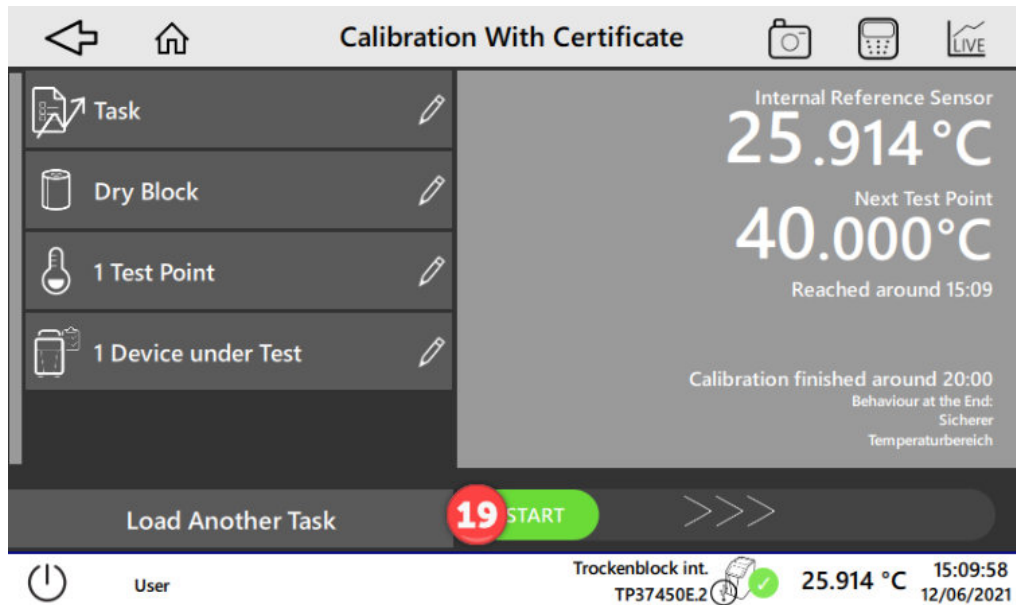 Calibration With Certificate
LIVE
Task
Dry Block
1 Test Point
1 Device under Test
Load Another Task
Internal Reference Sensor
25.914 °C
Next Test Point
40.000 °C
Reached around 15:09
Calibration finished around 20:00
Behaviour at the End:
Sicherer
Temperaturbereich
19 START
User
Trockenblock int.
TP37450E.2
25.914 °C
15:09:58
12/06/2021